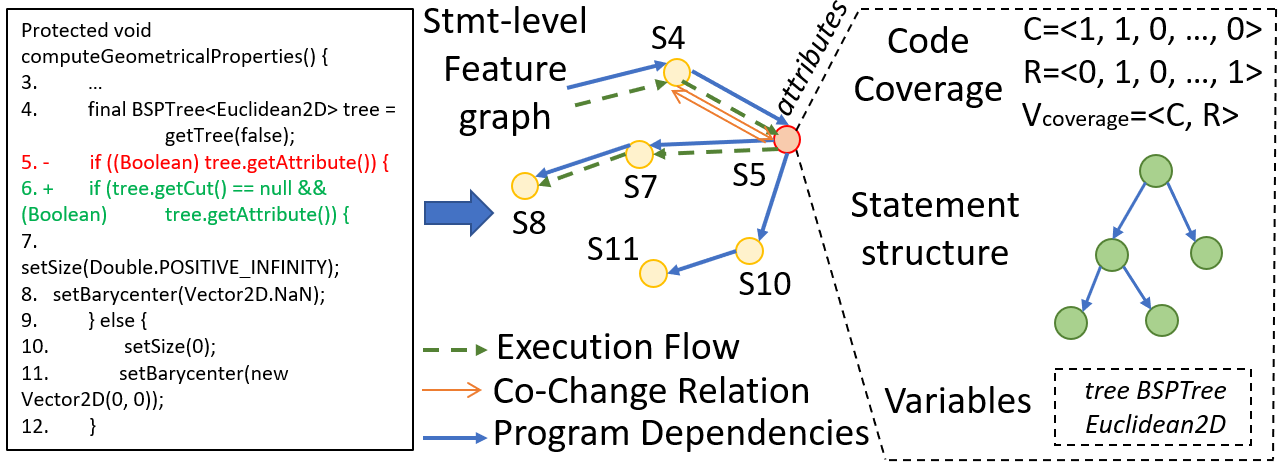 Protected void
computeGeometricalProperties() {
3. ...
4. final BSPTree<Euclidean2D> tree =
getTree(false);
5. - if ((Boolean) tree.getAttribute()) {
6. + if (tree.getCut() == null &&
(Boolean) tree.getAttribute()) {
7.
setSize(Double.POSITIVE_INFINITY);
8. setBarycenter(Vector2D.NaN);
9. } else {
10. setSize(0);
11. setBarycenter(new
Vector2D(0, 0));
12. }
Stmt-level
Feature
graph
S4
S5
S7
S8
S11
S10
attributes
Execution Flow
Co-Change Relation
Program Dependencies
Code
Coverage
C=<1, 1, 0, ..., 0>
R=<0, 1, 0, ..., 1>
Vcoverage=<C, R>
Statement
structure
Variables
tree BSPTree
Euclidean2D